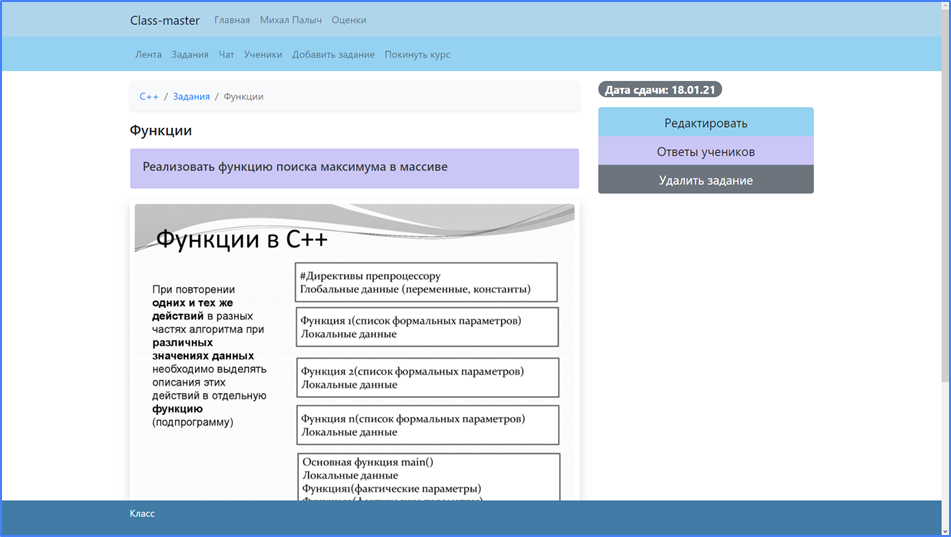 Class-master Главная Михал Палыч Оценки
Лента Задания Чат Ученики Добавить задание Покинуть курс
C++ / Задания / Функции
Функции
Реализовать функцию поиска максимума в массиве
Дата сдачи: 18.01.21
Редактировать
Ответы учеников
Удалить задание
Функции в C++
При повторении
одних и тех же
действий в разных
частях алгоритма при
различных
значениях данных
необходимо выделять
описания этих
действий в отдельную
функцию
(подпрограмму)
#Директивы препроцессору
Глобальные данные (переменные, константы)
Функция 1(список формальных параметров)
Локальные данные
Функция 2(список формальных параметров)
Локальные данные
Функция n(список формальных параметров)
Локальные данные
Основная функция main()
Локальные данные
Функция1(фактические параметры)
Класс